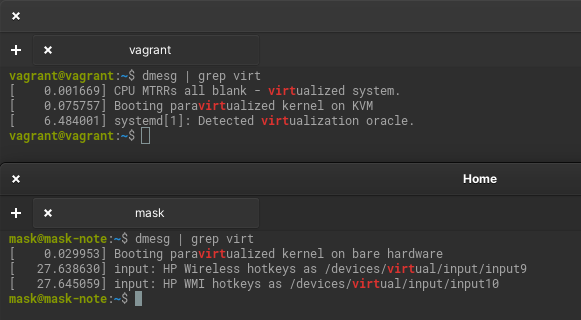 vagrant
vagrant@vagrant:~$ dmesg | grep virt
[    0.001669] CPU MTRRs all blank - virtualized system.
[    0.075757] Booting paravirtualized kernel on KVM
[    6.484001] systemd[1]: Detected virtualization oracle.
vagrant@vagrant:~$
Home
mask
mask@mask-note:~$ dmesg | grep virt
[    0.029953] Booting paravirtualized kernel on bare hardware
[   27.638630] input: HP Wireless hotkeys as /devices/virtual/input/input9
[   27.645059] input: HP WMI hotkeys as /devices/virtual/input/input10
mask@mask-note:~$